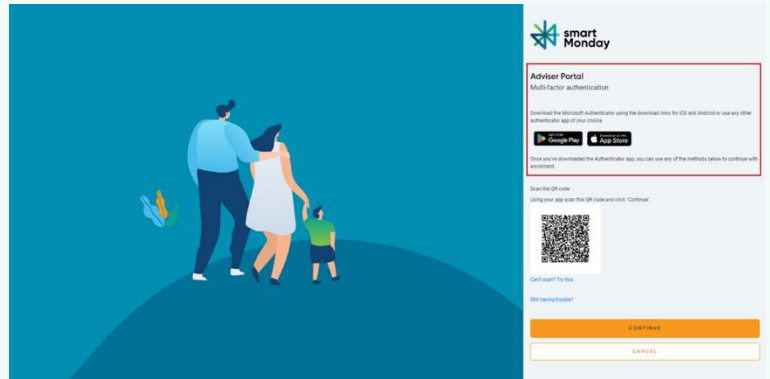 smart
Monday
Adviser Portal
Multi-factor authentication
Download the Microsoft Authenticator using the download links for iOS and Android or use any other
authenticator app of your choice.
GET IT ON
Google Play
Download on the
App Store
Once you've downloaded the Authenticator app, you can use any of the methods below to continue with
enrolment.
Scan the QR code
Using your app scan this QR code and click 'Continue'.
Can't scan? Try this
Still having trouble?
CONTINUE
CANCEL